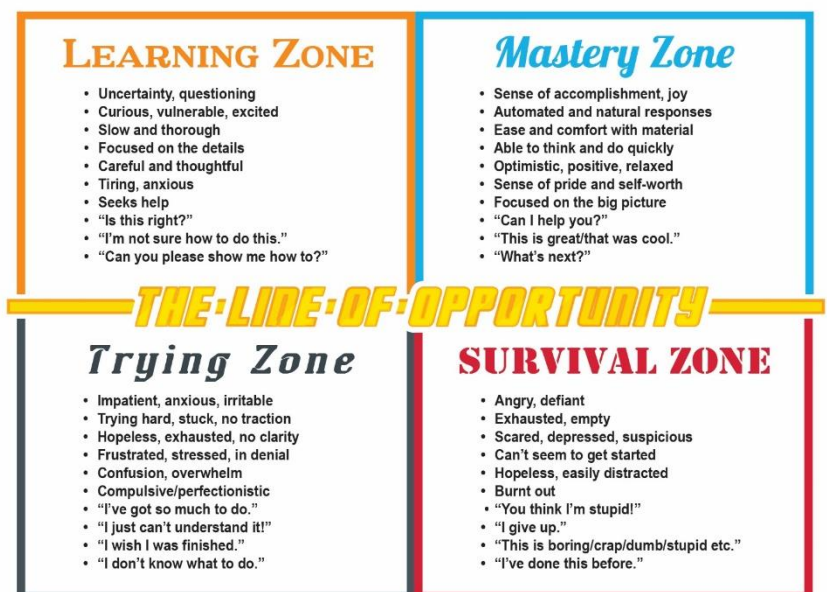 LEARNING ZONE
• Uncertainty, questioning
• Curious, vulnerable, excited
• Slow and thorough
• Focused on the details
• Careful and thoughtful
• Tiring, anxious
• Seeks help
• “Is this right?”
• “I’m not sure how to do this.”
• “Can you please show me how to?”
Mastery Zone
• Sense of accomplishment, joy
• Automated and natural responses
• Ease and comfort with material
• Able to think and do quickly
• Optimistic, positive, relaxed
• Sense of pride and self-worth
• Focused on the big picture
• “Can I help you?”
• “This is great/that was cool.”
• “What’s next?”
THE·LINE·OF·OPPORTUNITY
Trying Zone
• Impatient, anxious, irritable
• Trying hard, stuck, no traction
• Hopeless, exhausted, no clarity
• Frustrated, stressed, in denial
• Confusion, overwhelm
• Compulsive/perfectionistic
• “I’ve got so much to do.”
• “I just can’t understand it!”
• “I wish I was finished.”
• “I don’t know what to do.”
SURVIVAL ZONE
• Angry, defiant
• Exhausted, empty
• Scared, depressed, suspicious
• Can’t seem to get started
• Hopeless, easily distracted
• Burnt out
• “You think I’m stupid!”
• “I give up.”
• “This is boring/crap/dumb/stupid etc.”
• “I’ve done this before.”